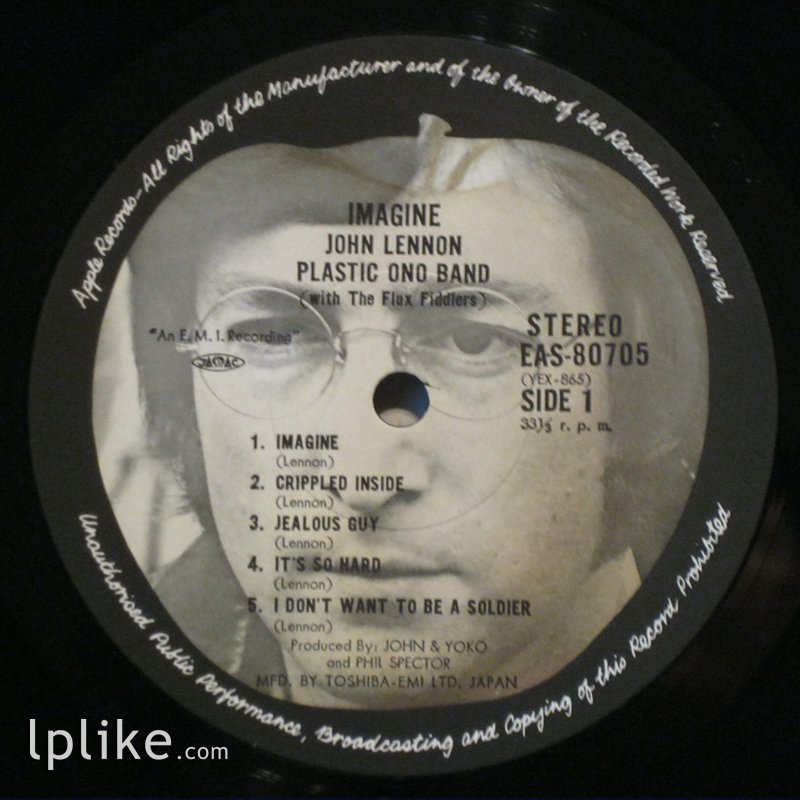 Apple Records-All Rights of the Manufacturer and of the Owner of the Recorded Work Reserved
IMAGINE
JOHN LENNON
PLASTIC ONO BAND
(with The Flux Fiddlers)
"An E. M. I. Recording"
JASRAC
STEREO
EAS-80705
(YEX-865)
SIDE 1
33⅓ r. p. m.
1. IMAGINE
(Lennon)
2. CRIPPLED INSIDE
(Lennon)
3. JEALOUS GUY
(Lennon)
4. IT'S SO HARD
(Lennon)
5. I DON'T WANT TO BE A SOLDIER
(Lennon)
Produced By: JOHN & YOKO
and PHIL SPECTOR
MFD. BY TOSHIBA-EMI LTD. JAPAN
Unauthorised Public Performance, Broadcasting and Copying of this Record Prohibited
lplike.com